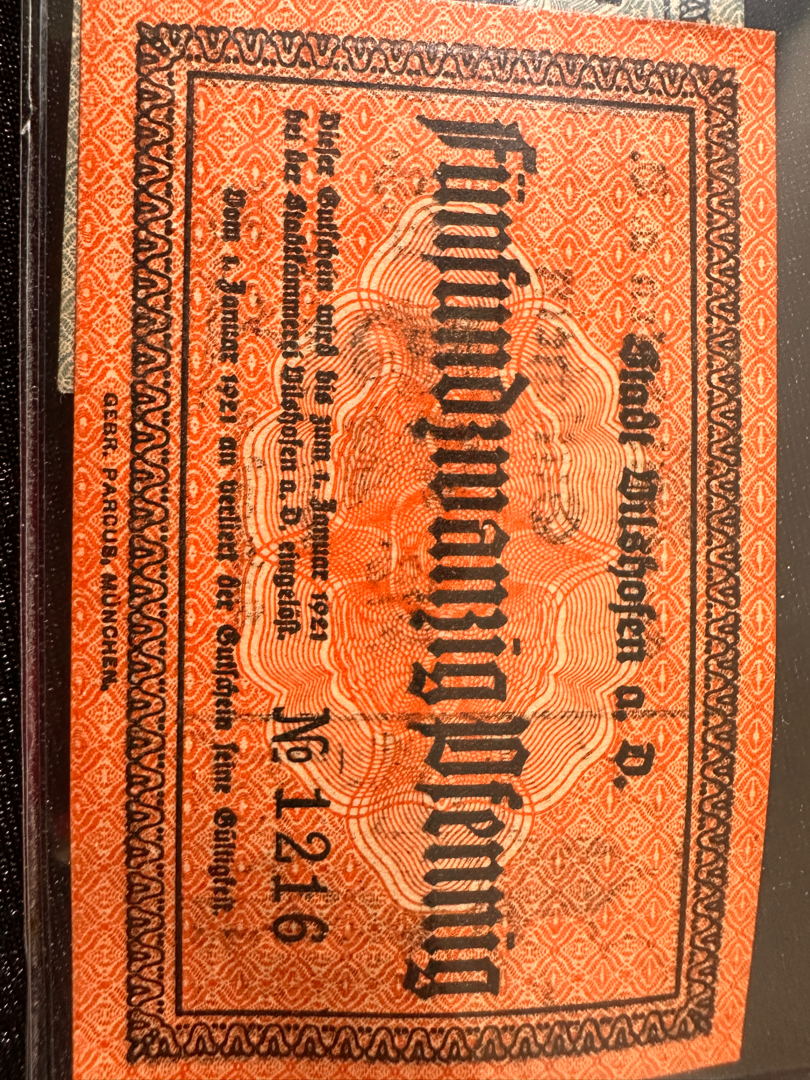 Stadt Vilshofen a. D.
Fünfundzwanzig Pfennig
Dieser Gutschein wird bis zum 1. Januar 1921
bei der Stadtkämmerei Vilshofen a. D. eingelöst.
Vom 1. Januar 1921 an verliert der Gutschein seine Gültigkeit.
№ 1216
GEBR. PARCUS, MÜNCHEN.